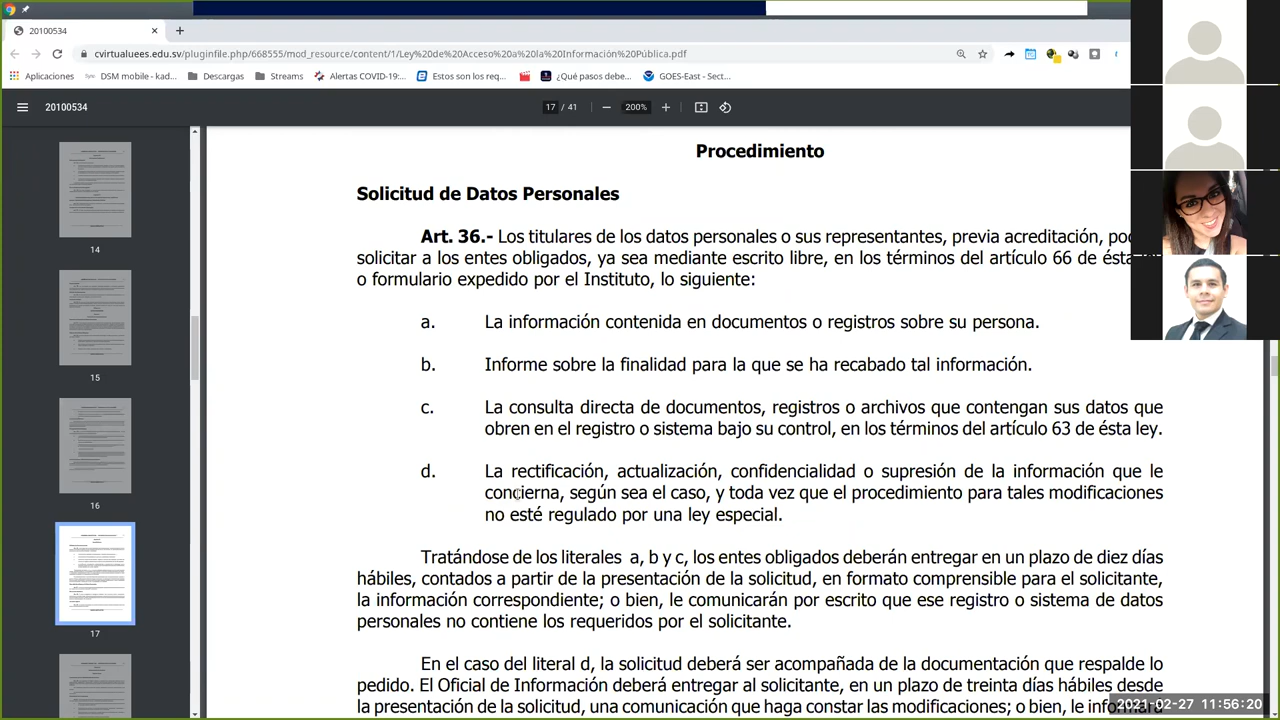 20100534
cvirtualuees.edu.sv/pluginfile.php/668555/mod_resource/content/1/Ley%20de%20Acceso%20a%20la%20Información%20Pública.pdf
Aplicaciones
DSM mobile - kad...
Descargas
Streams
Alertas COVID-19:...
Estos son los req...
¿Qué pasos debe...
GOES-East - Sect...
20100534
17 / 41
200%
14
15
16
17
Procedimiento
Solicitud de Datos Personales
Art. 36.- Los titulares de los datos personales o sus representantes, previa acreditación,
solicitar a los entes obligados, ya sea mediante escrito libre, en los términos del artículo 66 de ésta
o formulario expedido por el Instituto, lo siguiente:
a. La información contenida en documentos o registros sobre su persona.
b. Informe sobre la finalidad para la que se ha recabado tal información.
c. La consulta directa de documentos, registros o archivos que contengan sus datos que
obren en el registro o sistema bajo su control, en los términos del artículo 63 de ésta ley.
d. La rectificación, actualización, confidencialidad o supresión de la información que le
concierna, según sea el caso, y toda vez que el procedimiento para tales modificaciones
no esté regulado por una ley especial.
Tratándose de los literales a, b y c, los entes obligados deberán entregar en un plazo de diez días
hábiles, contados a partir de la presentación de la solicitud, en formato comprensible para el solicitante,
información correspondiente; o bien, le comunicarán por escrito que ese registro o sistema de datos
personales no contiene los requeridos por el solicitante.
En el caso del literal d, la solicitud deberá ser acompañada de la documentación que respalde lo
pedido. El Oficial de Información deberá entregar al solicitante, en un plazo de treinta días hábiles desde
presentación de la solicitud, una comunicación que haga constar las modificaciones; o bien, le informará
2021-02-27 11:56:20